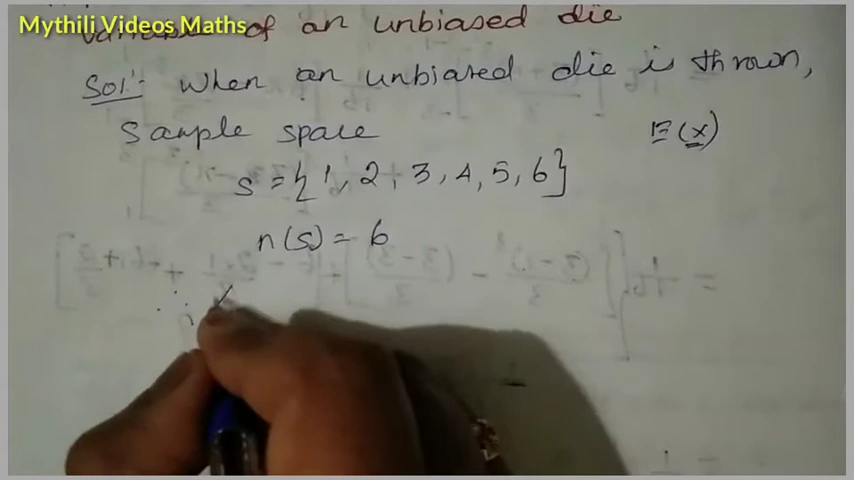 Mythili Videos Maths
of an unbiased die
Sol:- When an unbiased die is thrown,
Sample space E(x)
s = { 1, 2, 3, 4, 5, 6 }
n(s) = 6
∴